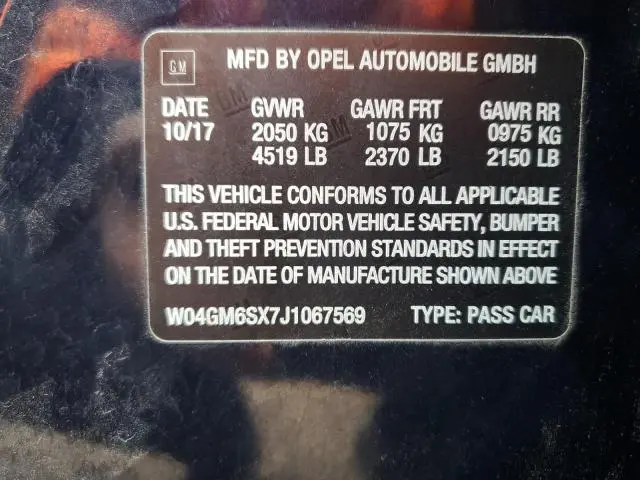 GM MFD BY OPEL AUTOMOBILE GMBH
DATE GVWR GAWR FRT GAWR RR
10/17 2050 KG 1075 KG 0975 KG
4519 LB 2370 LB 2150 LB
THIS VEHICLE CONFORMS TO ALL APPLICABLE
U.S. FEDERAL MOTOR VEHICLE SAFETY, BUMPER
AND THEFT PREVENTION STANDARDS IN EFFECT
ON THE DATE OF MANUFACTURE SHOWN ABOVE
W04GM6SX7J1067569 TYPE: PASS CAR